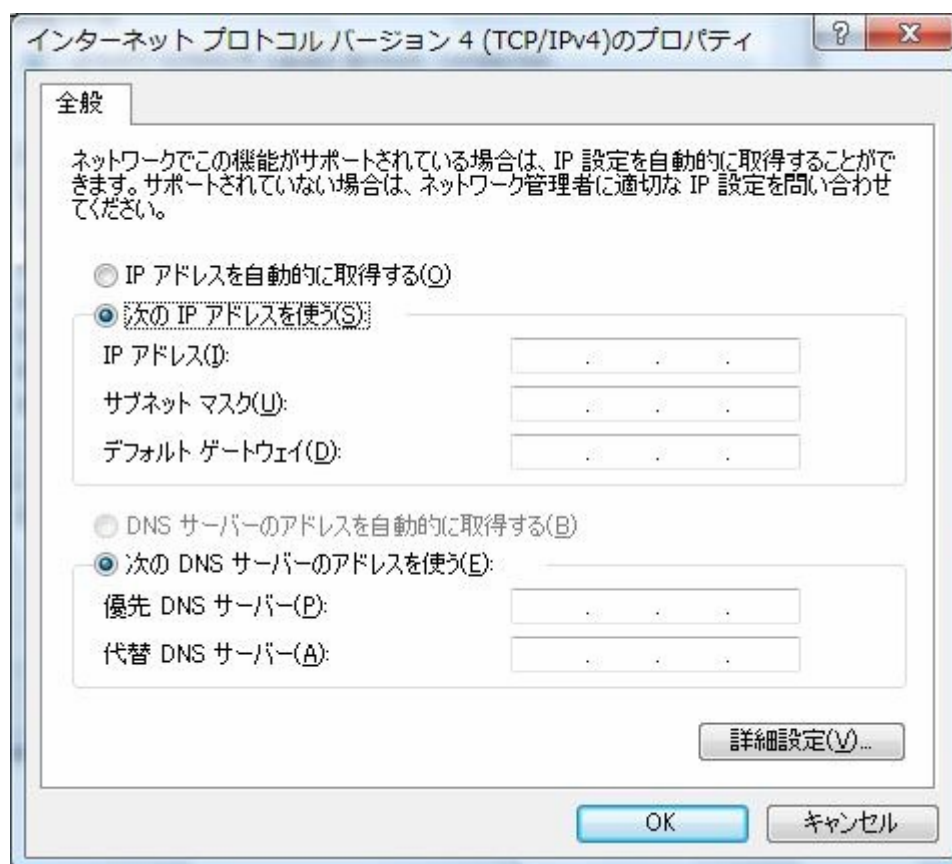 インターネット プロトコル バージョン 4 (TCP/IPv4)のプロパティ
全般
ネットワークでこの機能がサポートされている場合は、IP 設定を自動的に取得することがで
きます。サポートされていない場合は、ネットワーク管理者に適切な IP 設定を問い合わせ
てください。
IP アドレスを自動的に取得する(O)
次の IP アドレスを使う(S):
IP アドレス(I):
サブネット マスク(U):
デフォルト ゲートウェイ(D):
DNS サーバーのアドレスを自動的に取得する(B)
次の DNS サーバーのアドレスを使う(E):
優先 DNS サーバー(P):
代替 DNS サーバー(A):
詳細設定(V)...
OK キャンセル